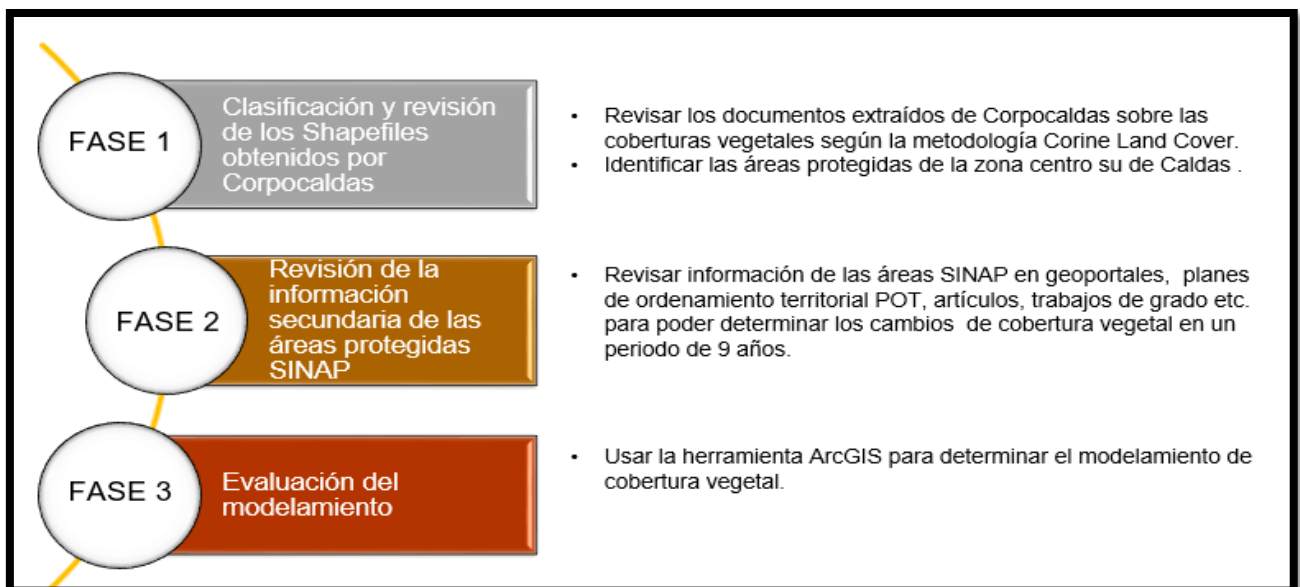 FASE 1
Clasificación y revisión
de los Shapefiles
obtenidos por
Corpocaldas
• Revisar los documentos extraídos de Corpocaldas sobre las
coberturas vegetales según la metodología Corine Land Cover.
• Identificar las áreas protegidas de la zona centro su de Caldas .
FASE 2
Revisión de la
información
secundaria de las
áreas protegidas
SINAP
• Revisar información de las áreas SINAP en geoportales, planes
de ordenamiento territorial POT, artículos, trabajos de grado etc.
para poder determinar los cambios de cobertura vegetal en un
periodo de 9 años.
FASE 3
Evaluación del
modelamiento
• Usar la herramienta ArcGIS para determinar el modelamiento de
cobertura vegetal.